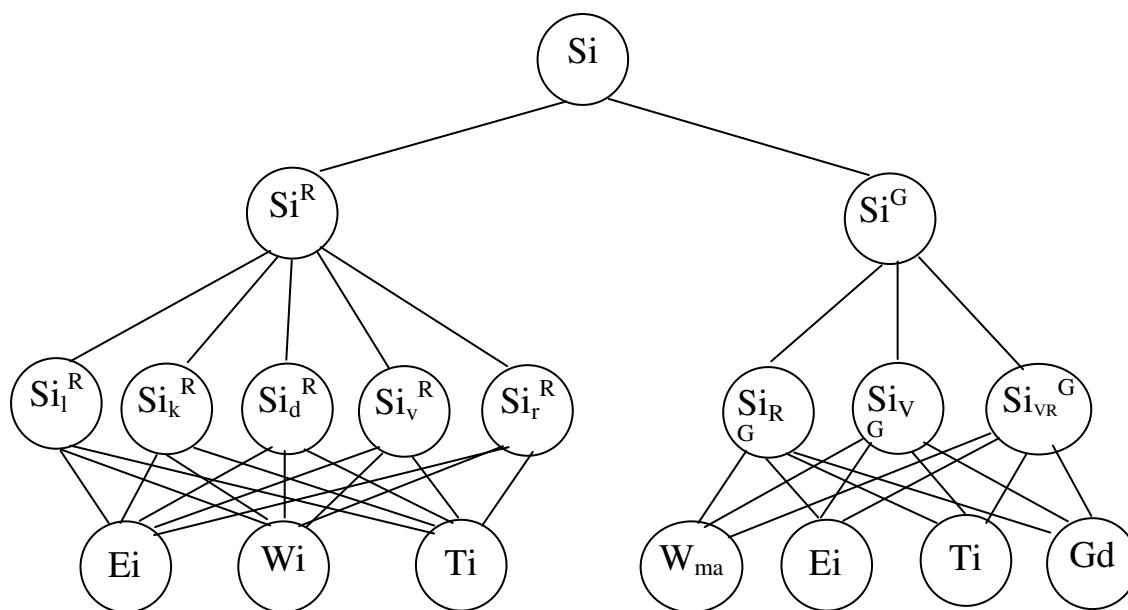 Si
Si^R
Si^G
Si_l^R
Si_k^R
Si_d^R
Si_v^R
Si_r^R
Si_R
G
Si_V
G
Si_VR^G
Ei
Wi
Ti
W_ma
Ei
Ti
Gd